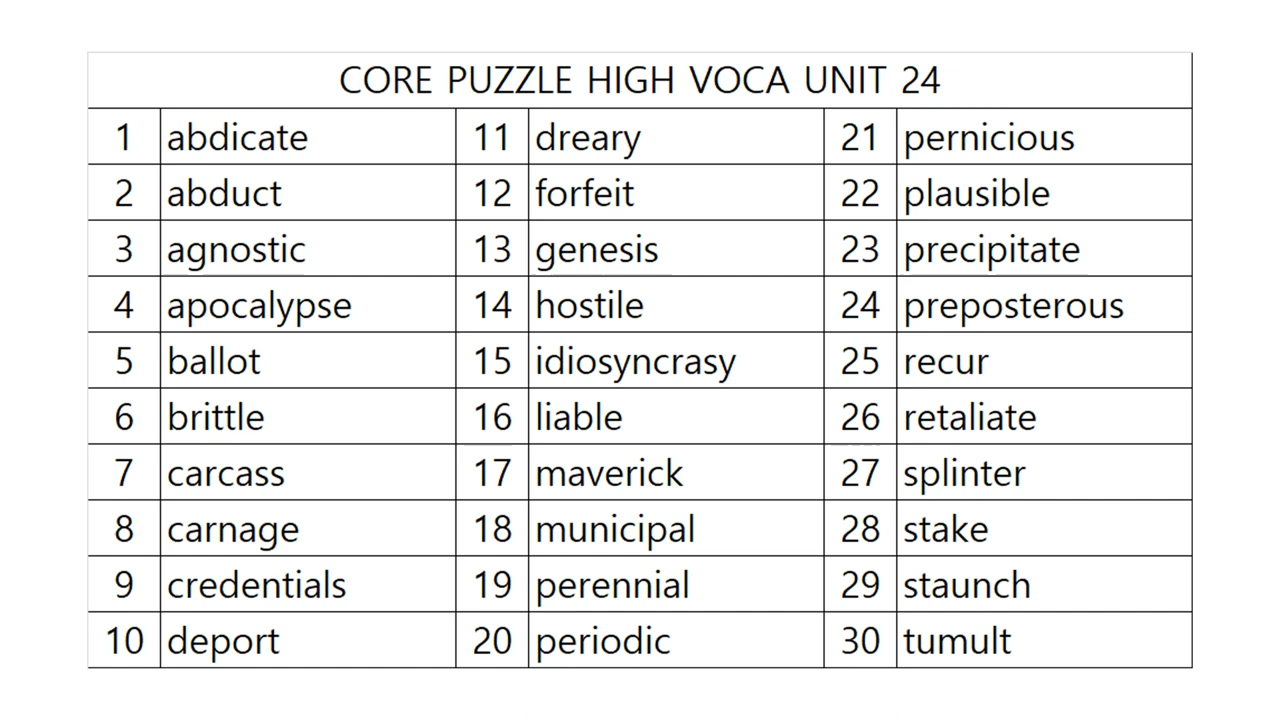 CORE PUZZLE HIGH VOCA UNIT 24
1 abdicate 11 dreary 21 pernicious
2 abduct 12 forfeit 22 plausible
3 agnostic 13 genesis 23 precipitate
4 apocalypse 14 hostile 24 preposterous
5 ballot 15 idiosyncrasy 25 recur
6 brittle 16 liable 26 retaliate
7 carcass 17 maverick 27 splinter
8 carnage 18 municipal 28 stake
9 credentials 19 perennial 29 staunch
10 deport 20 periodic 30 tumult